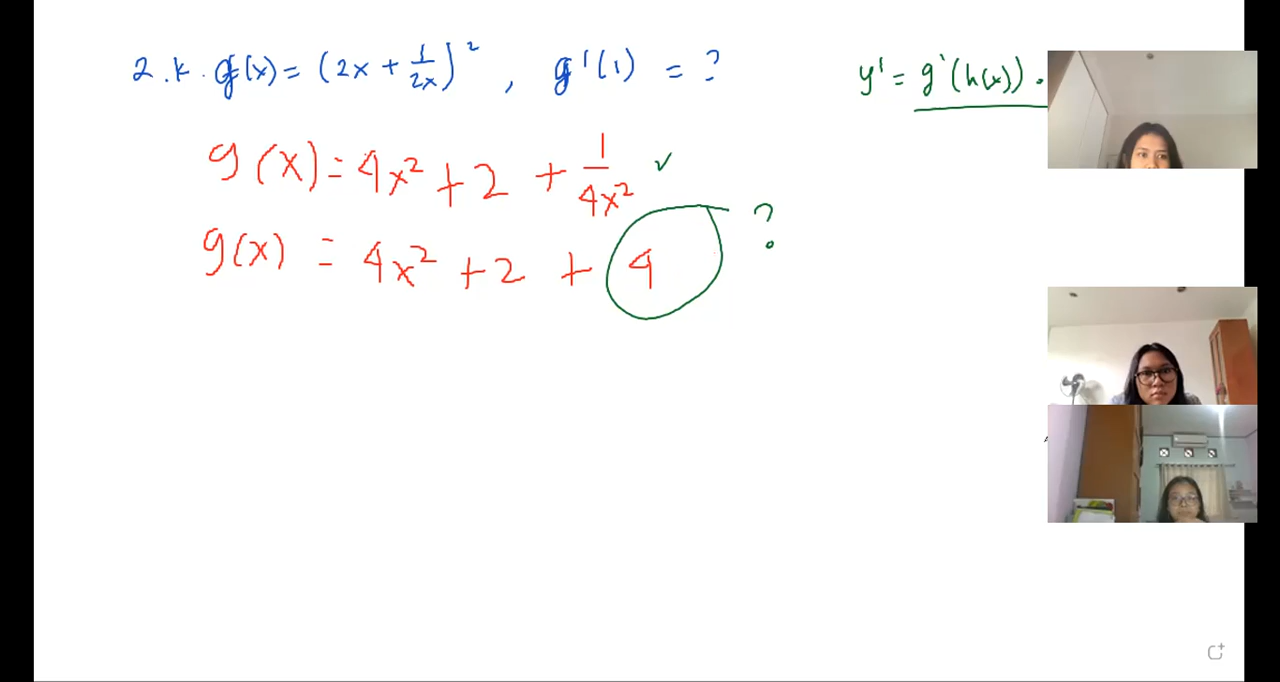 2.k. g(x) = (2x + 1/2x)², g'(1) = ?
y' = g'(h(x)) .
g(x) = 4x² + 2 + 1/4x² ✓
g(x) = 4x² + 2 + 4 ?